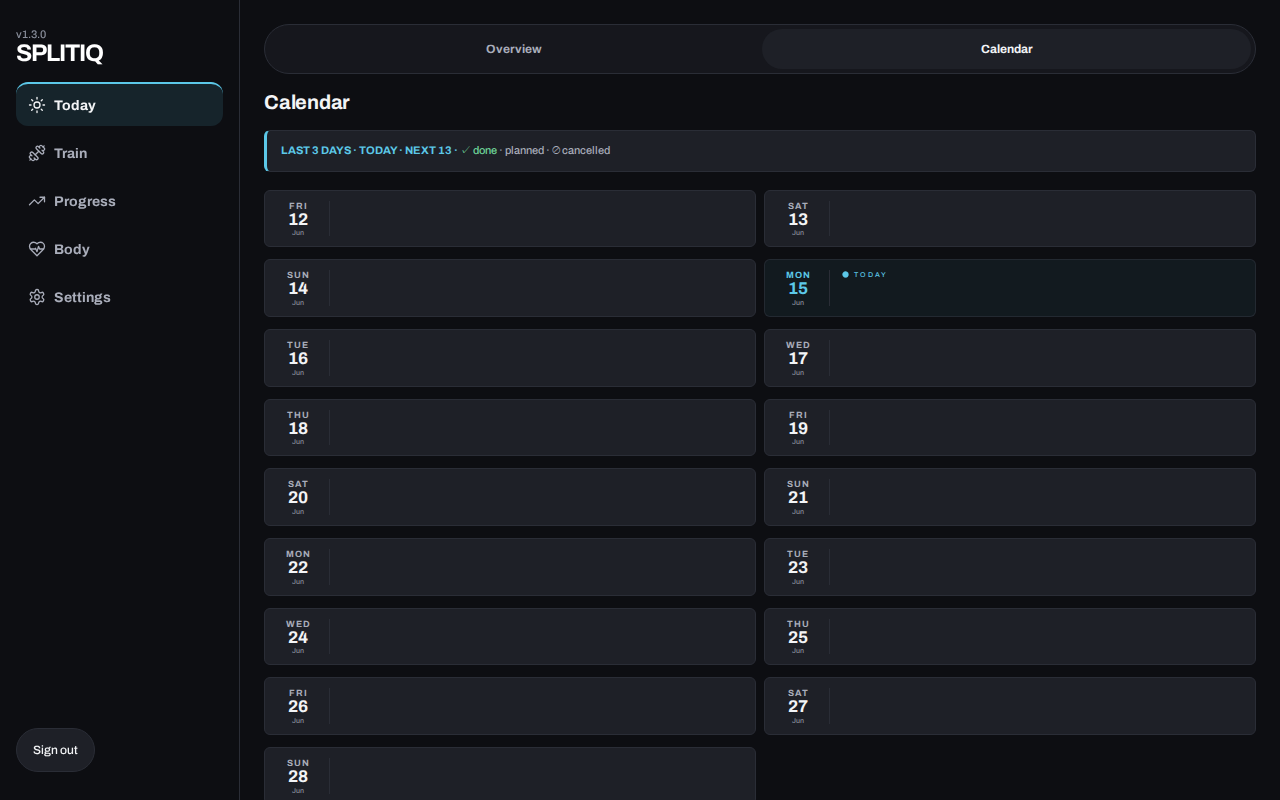 v1.3.0
SPLITIQ
Today
Train
Progress
Body
Settings
Sign out
Overview
Calendar
Calendar
LAST 3 DAYS · TODAY · NEXT 13 · ✓ done · planned · ⊘ cancelled
FRI
12
Jun
SAT
13
Jun
SUN
14
Jun
MON
15
Jun
● TODAY
TUE
16
Jun
WED
17
Jun
THU
18
Jun
FRI
19
Jun
SAT
20
Jun
SUN
21
Jun
MON
22
Jun
TUE
23
Jun
WED
24
Jun
THU
25
Jun
FRI
26
Jun
SAT
27
Jun
SUN
28